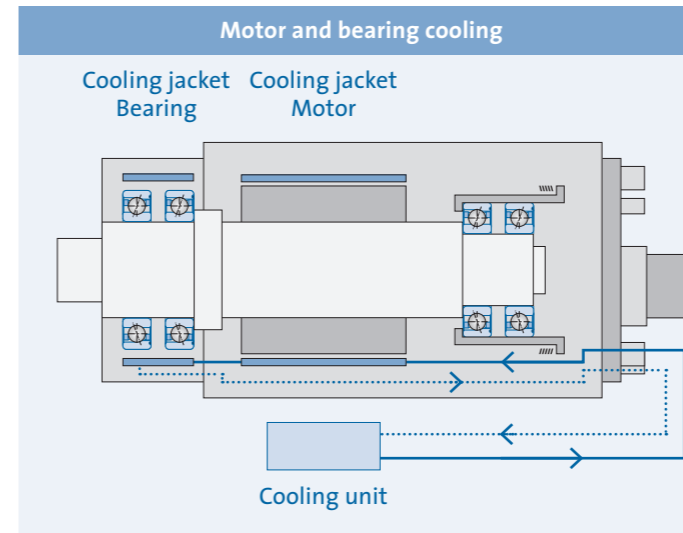 Motor and bearing cooling
Cooling jacket
Bearing
Cooling jacket
Motor
Cooling unit